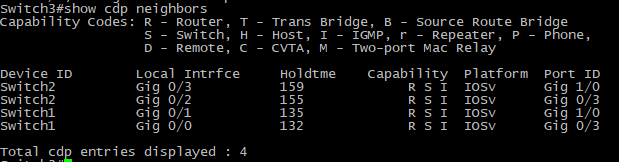 Switch3#show cdp neighbors
Capability Codes: R - Router, T - Trans Bridge, B - Source Route Bridge
S - Switch, H - Host, I - IGMP, r - Repeater, P - Phone,
D - Remote, C - CVTA, M - Two-port Mac Relay
Device ID Local Intrfce Holdtme Capability Platform Port ID
Switch2 Gig 0/3 159 R S I IOSv Gig 1/0
Switch2 Gig 0/2 155 R S I IOSv Gig 0/3
Switch1 Gig 0/1 135 R S I IOSv Gig 1/0
Switch1 Gig 0/0 132 R S I IOSv Gig 0/3
Total cdp entries displayed : 4
Switch3#